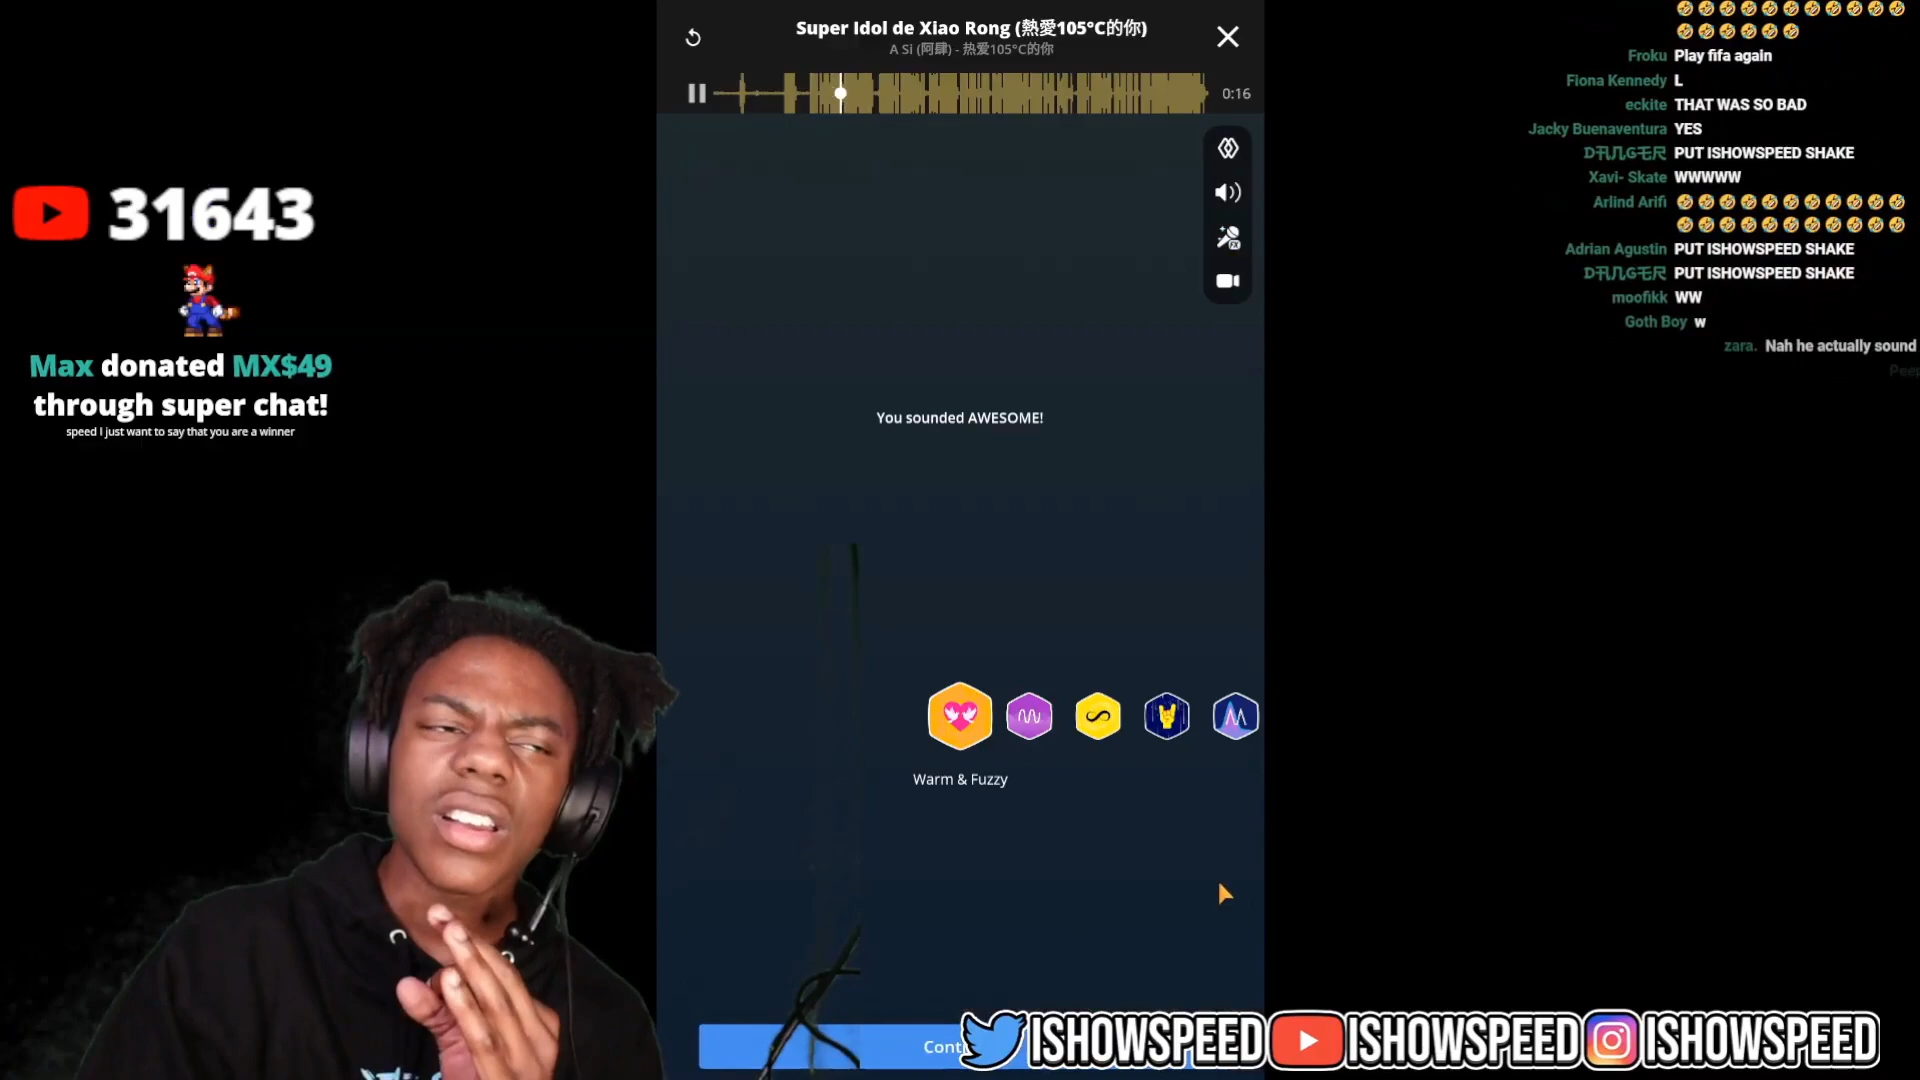 Super Idol de Xiao Rong (熱愛105°C的你)
A Si (阿肆) - 热爱105°C的你
0:16
31643
Max donated MX$49
through super chat!
speed I just want to say that you are a winner
You sounded AWESOME!
Warm & Fuzzy
Conti
ISHOWSPEED ISHOWSPEED ISHOWSPEED
Froku Play fifa again
Fiona Kennedy L
eckite THAT WAS SO BAD
Jacky Buenaventura YES
PUT ISHOWSPEED SHAKE
Xavi- Skate WWWWW
Arlind Arifi 🤣🤣🤣🤣🤣🤣🤣🤣🤣🤣🤣
🤣🤣🤣🤣🤣🤣🤣🤣🤣🤣🤣
Adrian Agustin PUT ISHOWSPEED SHAKE
PUT ISHOWSPEED SHAKE
moofikk WW
Goth Boy w
zara. Nah he actually sound